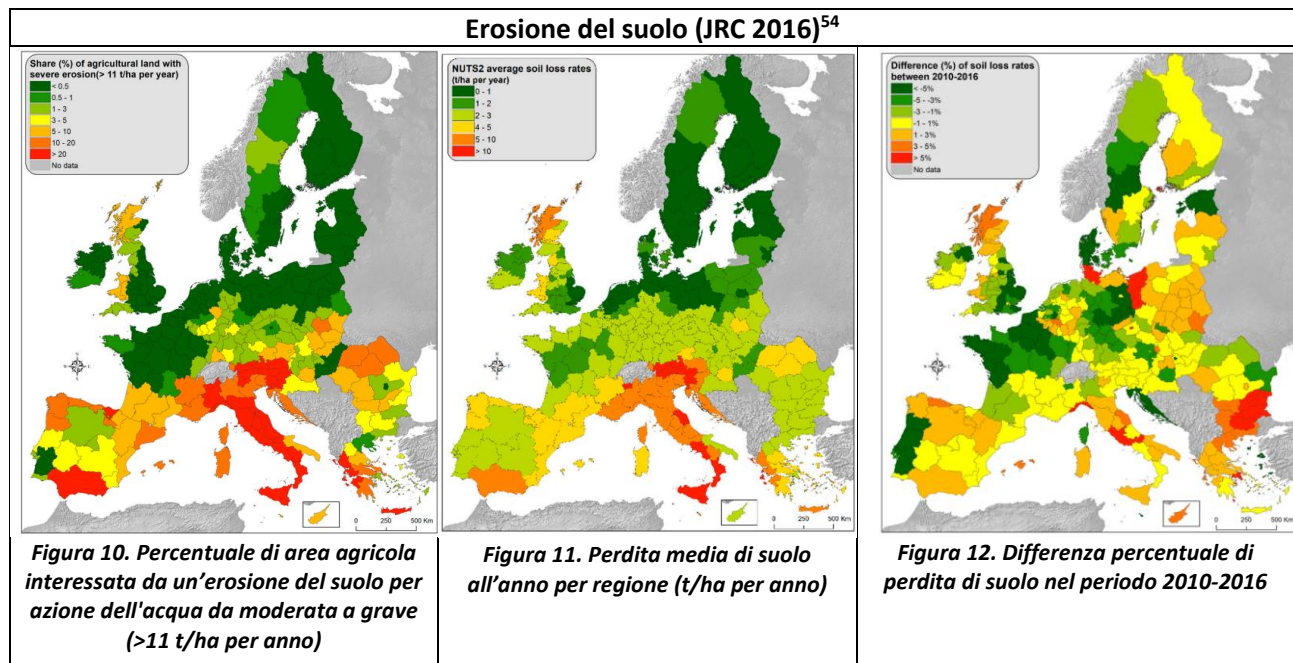 Erosione del suolo (JRC 2016)54
Share (%) of agricultural land with
severe erosion(> 11 t/ha per year)
< 0.5
0.5 - 1
1 - 3
3 - 5
5 - 10
10 - 20
> 20
No data
0 250 500 Km
Figura 10. Percentuale di area agricola
interessata da un’erosione del suolo per
azione dell'acqua da moderata a grave
(>11 t/ha per anno)
NUTS2 average soil loss rates
(t/ha per year)
0 - 1
1 - 2
2 - 3
4 - 5
5 - 10
> 10
No data
0 250 500 Km
Figura 11. Perdita media di suolo
all’anno per regione (t/ha per anno)
Difference (%) of soil loss rates
between 2010-2016
< -5%
-5 - -3%
-3 - -1%
-1 - 1%
1 - 3%
3 - 5%
> 5%
No data
0 250 500 Km
Figura 12. Differenza percentuale di
perdita di suolo nel periodo 2010-2016